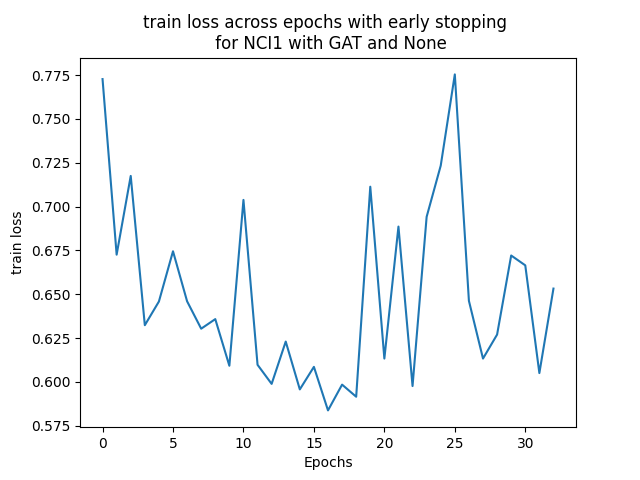 train loss across epochs with early stopping
for NCI1 with GAT and None
0.775
0.750
0.725
0.700
0.675
0.650
0.625
0.600
0.575
train loss
0 5 10 15 20 25 30
Epochs